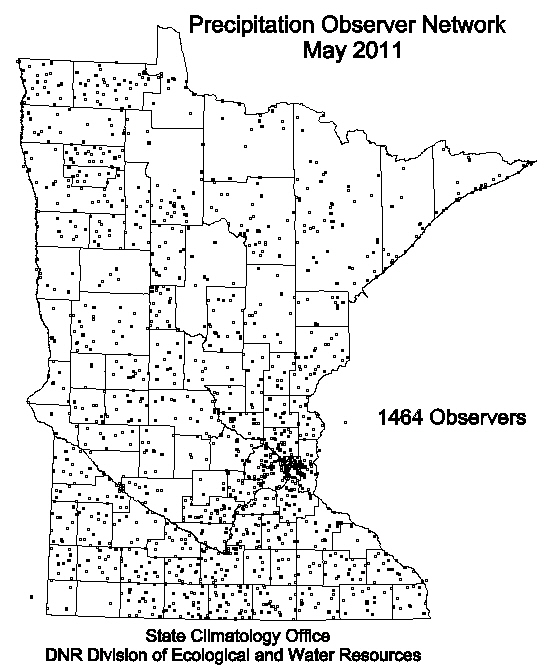 Precipitation Observer Network
May 2011
1464 Observers
State Climatology Office
DNR Division of Ecological and Water Resources